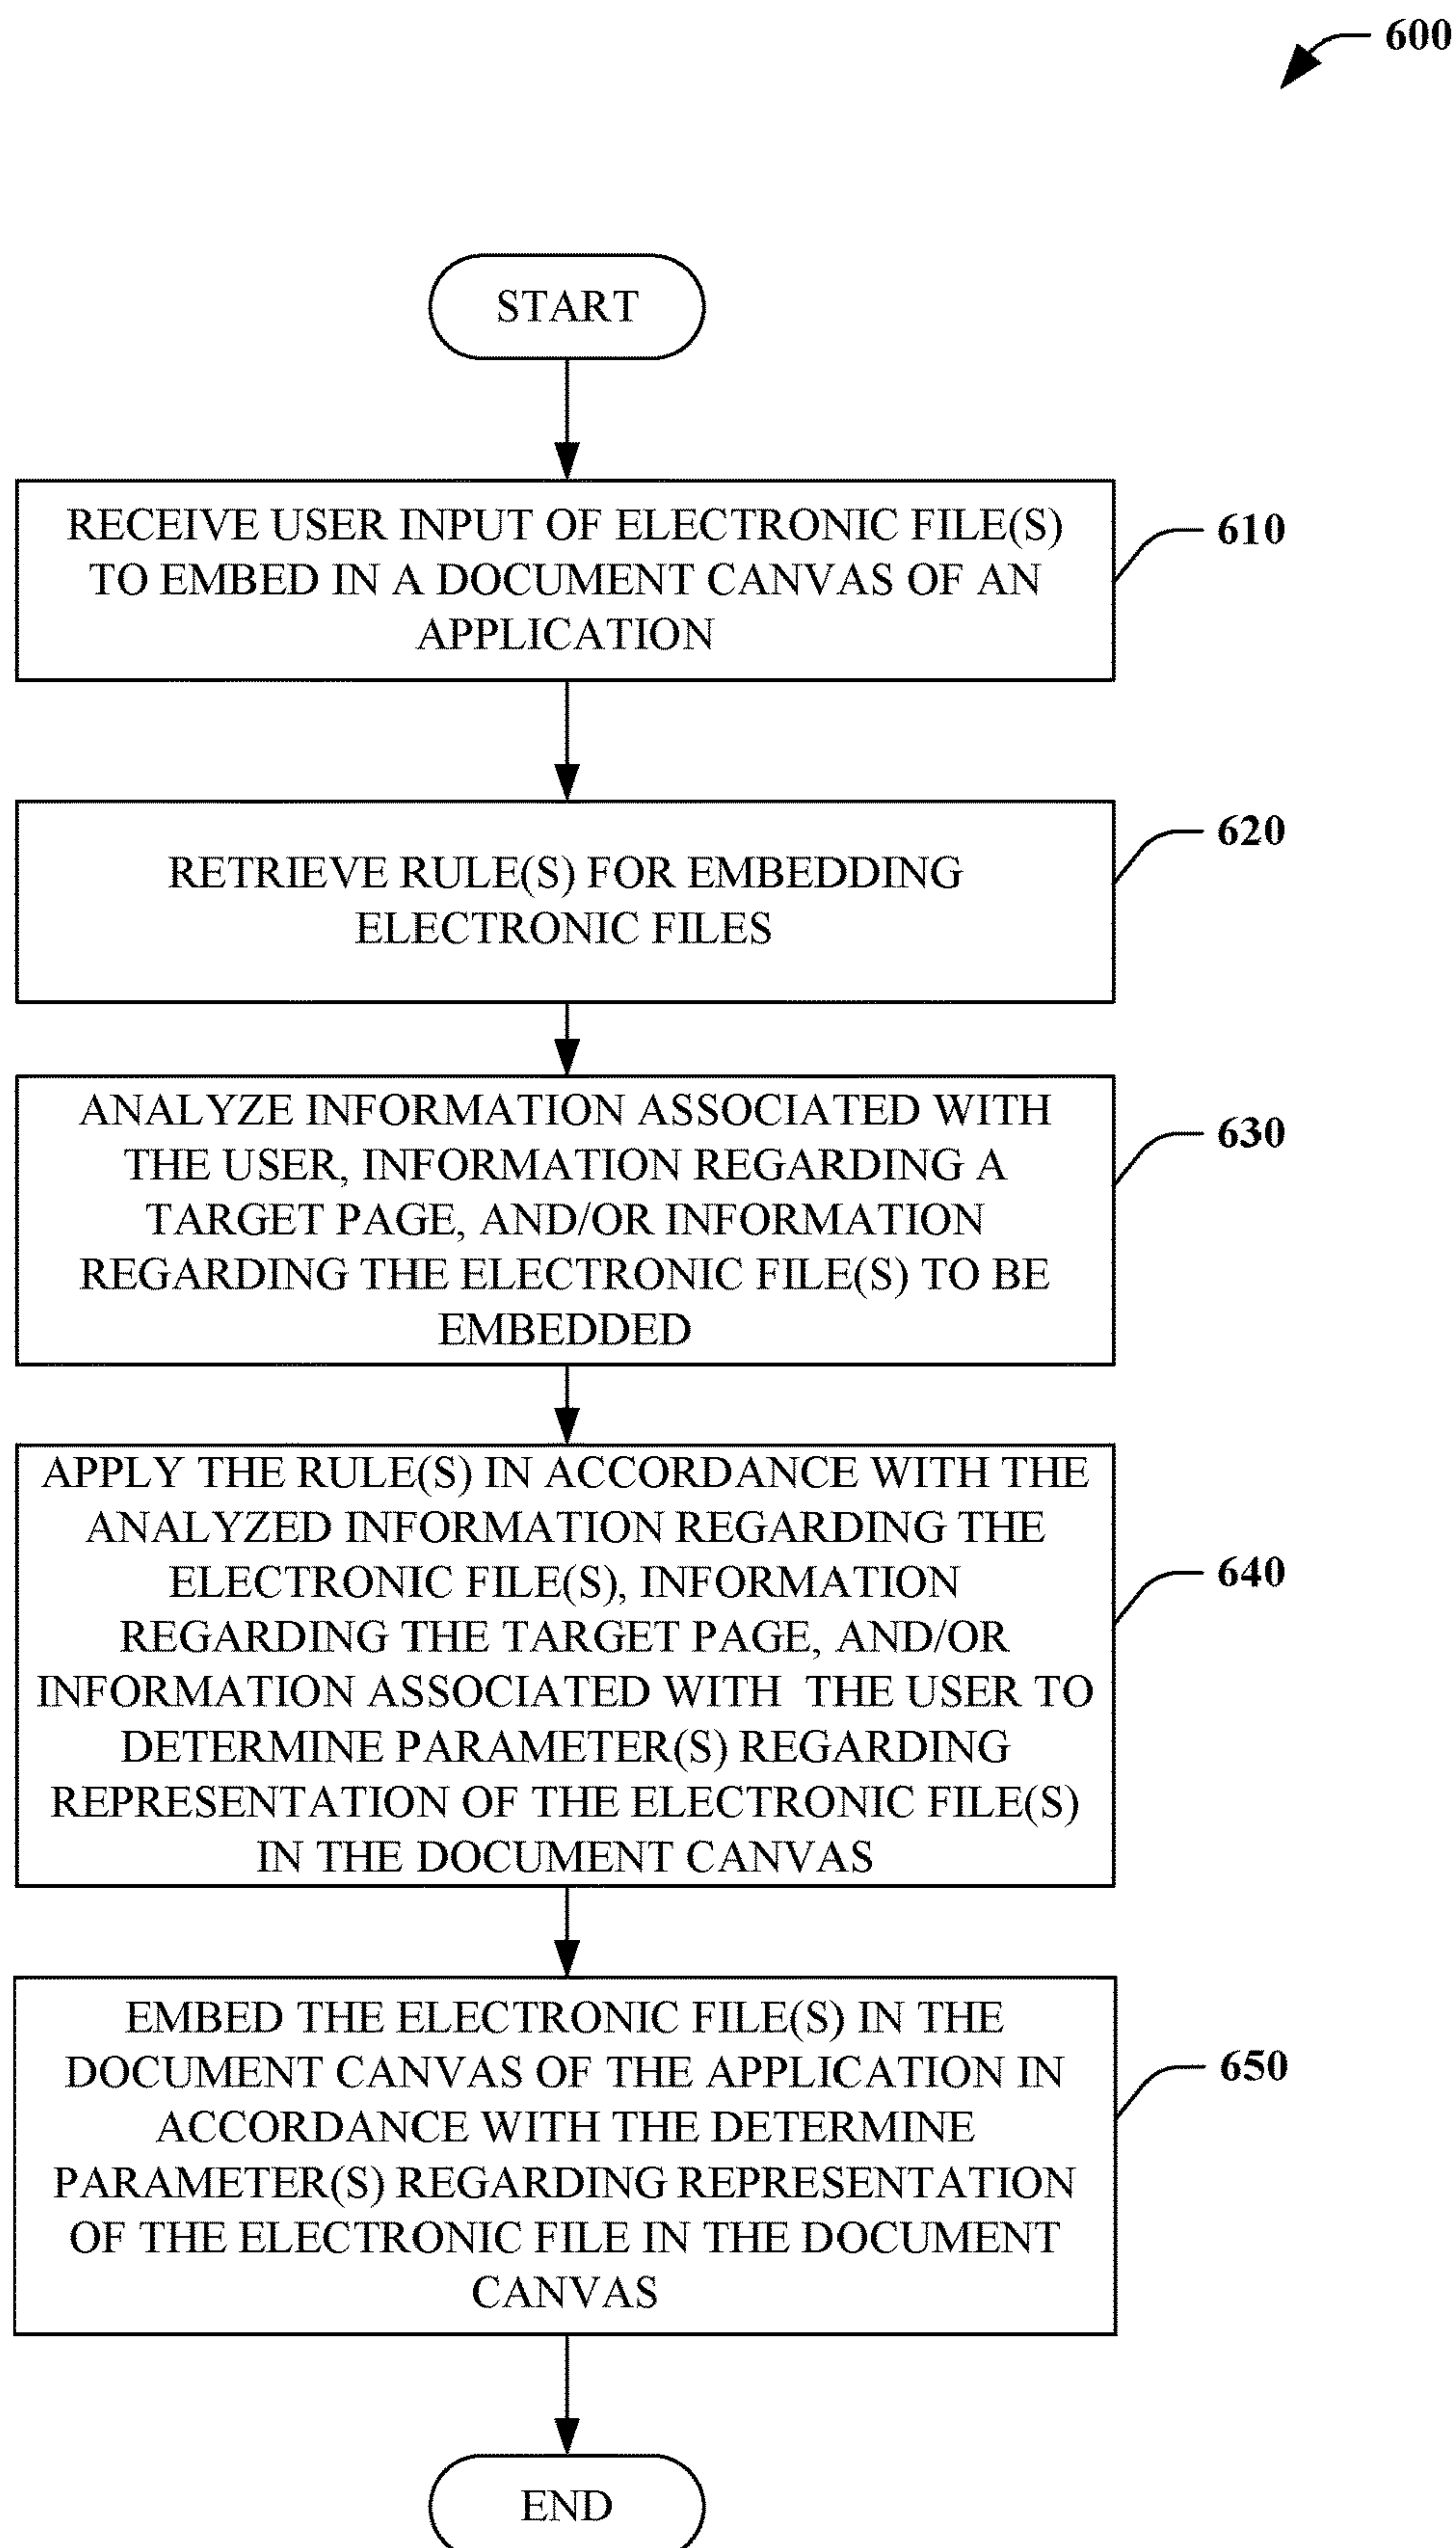 600
START
RECEIVE USER INPUT OF ELECTRONIC FILE(S)
TO EMBED IN A DOCUMENT CANVAS OF AN
APPLICATION
610
RETRIEVE RULE(S) FOR EMBEDDING
ELECTRONIC FILES
620
ANALYZE INFORMATION ASSOCIATED WITH
THE USER, INFORMATION REGARDING A
TARGET PAGE, AND/OR INFORMATION
REGARDING THE ELECTRONIC FILE(S) TO BE
EMBEDDED
630
APPLY THE RULE(S) IN ACCORDANCE WITH THE
ANALYZED INFORMATION REGARDING THE
ELECTRONIC FILE(S), INFORMATION
REGARDING THE TARGET PAGE, AND/OR
INFORMATION ASSOCIATED WITH THE USER TO
DETERMINE PARAMETER(S) REGARDING
REPRESENTATION OF THE ELECTRONIC FILE(S)
IN THE DOCUMENT CANVAS
640
EMBED THE ELECTRONIC FILE(S) IN THE
DOCUMENT CANVAS OF THE APPLICATION IN
ACCORDANCE WITH THE DETERMINE
PARAMETER(S) REGARDING REPRESENTATION
OF THE ELECTRONIC FILE IN THE DOCUMENT
CANVAS
650
END